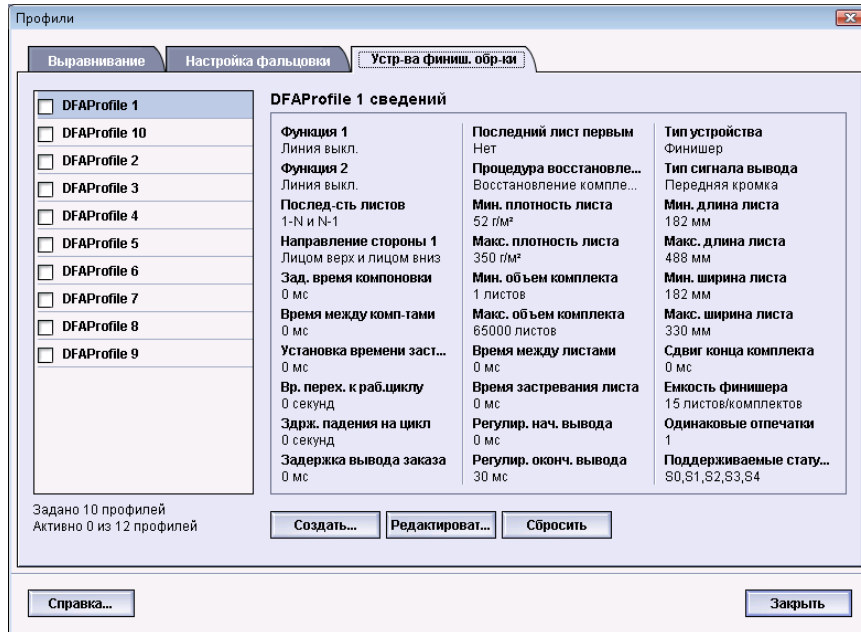 Профили
Выравнивание
Настройка фальцовки
Устр-ва финиш. обр-ки
DFAProfile 1
DFAProfile 10
DFAProfile 2
DFAProfile 3
DFAProfile 4
DFAProfile 5
DFAProfile 6
DFAProfile 7
DFAProfile 8
DFAProfile 9
Задано 10 профилей
Активно 0 из 12 профилей
DFAProfile 1 сведений
Функция 1
Линия выкл.
Функция 2
Линия выкл.
Послед-сть листов
1-N и N-1
Направление стороны 1
Лицом верх и лицом вниз
Зад. время компоновки
0 мс
Время между комп-тами
0 мс
Установка времени заст...
0 мс
Вр. перех. к раб.циклу
0 секунд
Здрж. падения на цикл
0 секунд
Задержка вывода заказа
0 мс
Последний лист первым
Нет
Процедура восстановле...
Восстановление компле...
Мин. плотность листа
52 г/м²
Макс. плотность листа
350 г/м²
Мин. объем комплекта
1 листов
Макс. объем комплекта
65000 листов
Время между листами
0 мс
Время застревания листа
0 мс
Регулир. нач. вывода
0 мс
Регулир. оконч. вывода
30 мс
Тип устройства
Финишер
Тип сигнала вывода
Передняя кромка
Мин. длина листа
182 мм
Макс. длина листа
488 мм
Мин. ширина листа
182 мм
Макс. ширина листа
330 мм
Сдвиг конца комплекта
0 мс
Емкость финишера
15 листов/комплектов
Одинаковые отпечатки
1
Поддерживаемые стату...
S0,S1,S2,S3,S4
Создать...
Редактироват...
Сбросить
Справка...
Закрыть